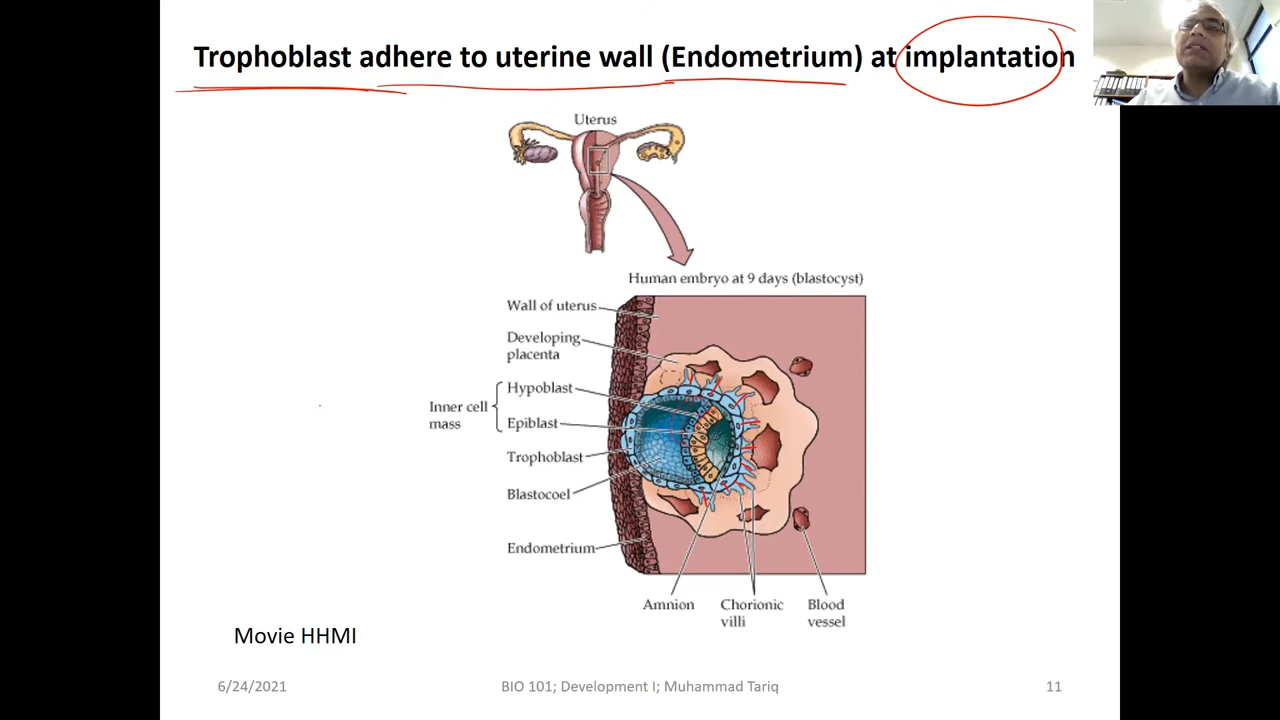 Trophoblast adhere to uterine wall (Endometrium) at implantation
Uterus
Human embryo at 9 days (blastocyst)
Wall of uterus
Developing
placenta
Hypoblast
Inner cell
mass
Epiblast
Trophoblast
Blastocoel
Endometrium
Amnion
Chorionic
villi
Blood
vessel
Movie HHMI
6/24/2021
BIO 101; Development I; Muhammad Tariq
11